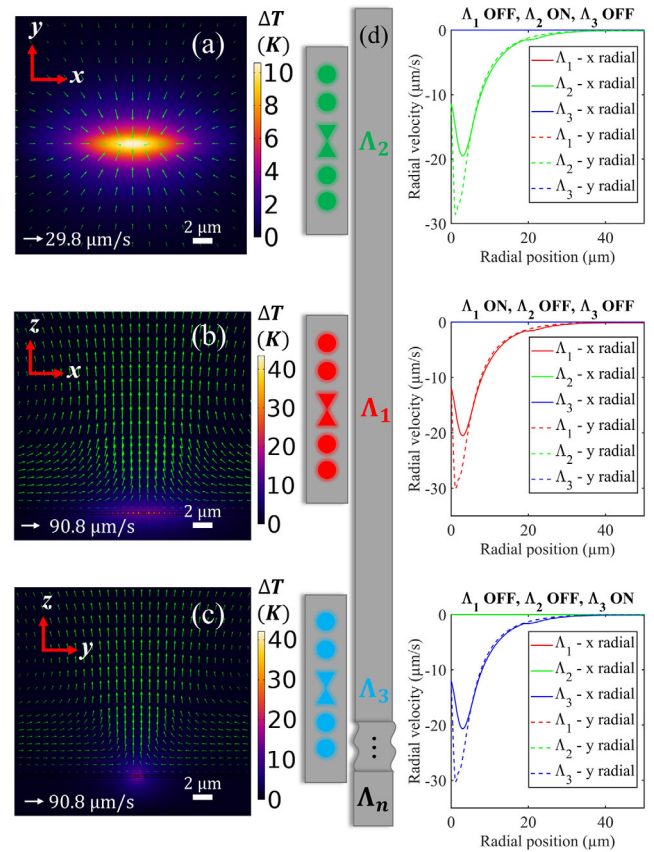 y
(a)
x
29.8 µm/s
2 µm
ΔT
(K)
10
8
6
4
2
0
z
(b)
x
90.8 µm/s
2 µm
ΔT
(K)
40
30
20
10
0
z
(c)
y
90.8 µm/s
2 µm
ΔT
(K)
40
30
20
10
0
(d)
Λ2
Λ1
Λ3
⋮
Λn
Λ1 OFF, Λ2 ON, Λ3 OFF
Radial velocity (µm/s)
0
-10
-20
-30
Λ1 - x radial
Λ2 - x radial
Λ3 - x radial
Λ1 - y radial
Λ2 - y radial
Λ3 - y radial
0 20 40
Radial position (µm)
Λ1 ON, Λ2 OFF, Λ3 OFF
Radial velocity (µm/s)
0
-10
-20
-30
Λ1 - x radial
Λ2 - x radial
Λ3 - x radial
Λ1 - y radial
Λ2 - y radial
Λ3 - y radial
0 20 40
Radial position (µm)
Λ1 OFF, Λ2 OFF, Λ3 ON
Radial velocity (µm/s)
0
-10
-20
-30
Λ1 - x radial
Λ2 - x radial
Λ3 - x radial
Λ1 - y radial
Λ2 - y radial
Λ3 - y radial
0 20 40
Radial position (µm)